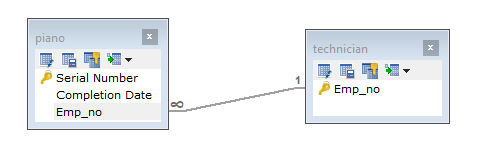 piano
x
Serial Number
Completion Date
Emp_no
∞
1
technician
x
Emp_no